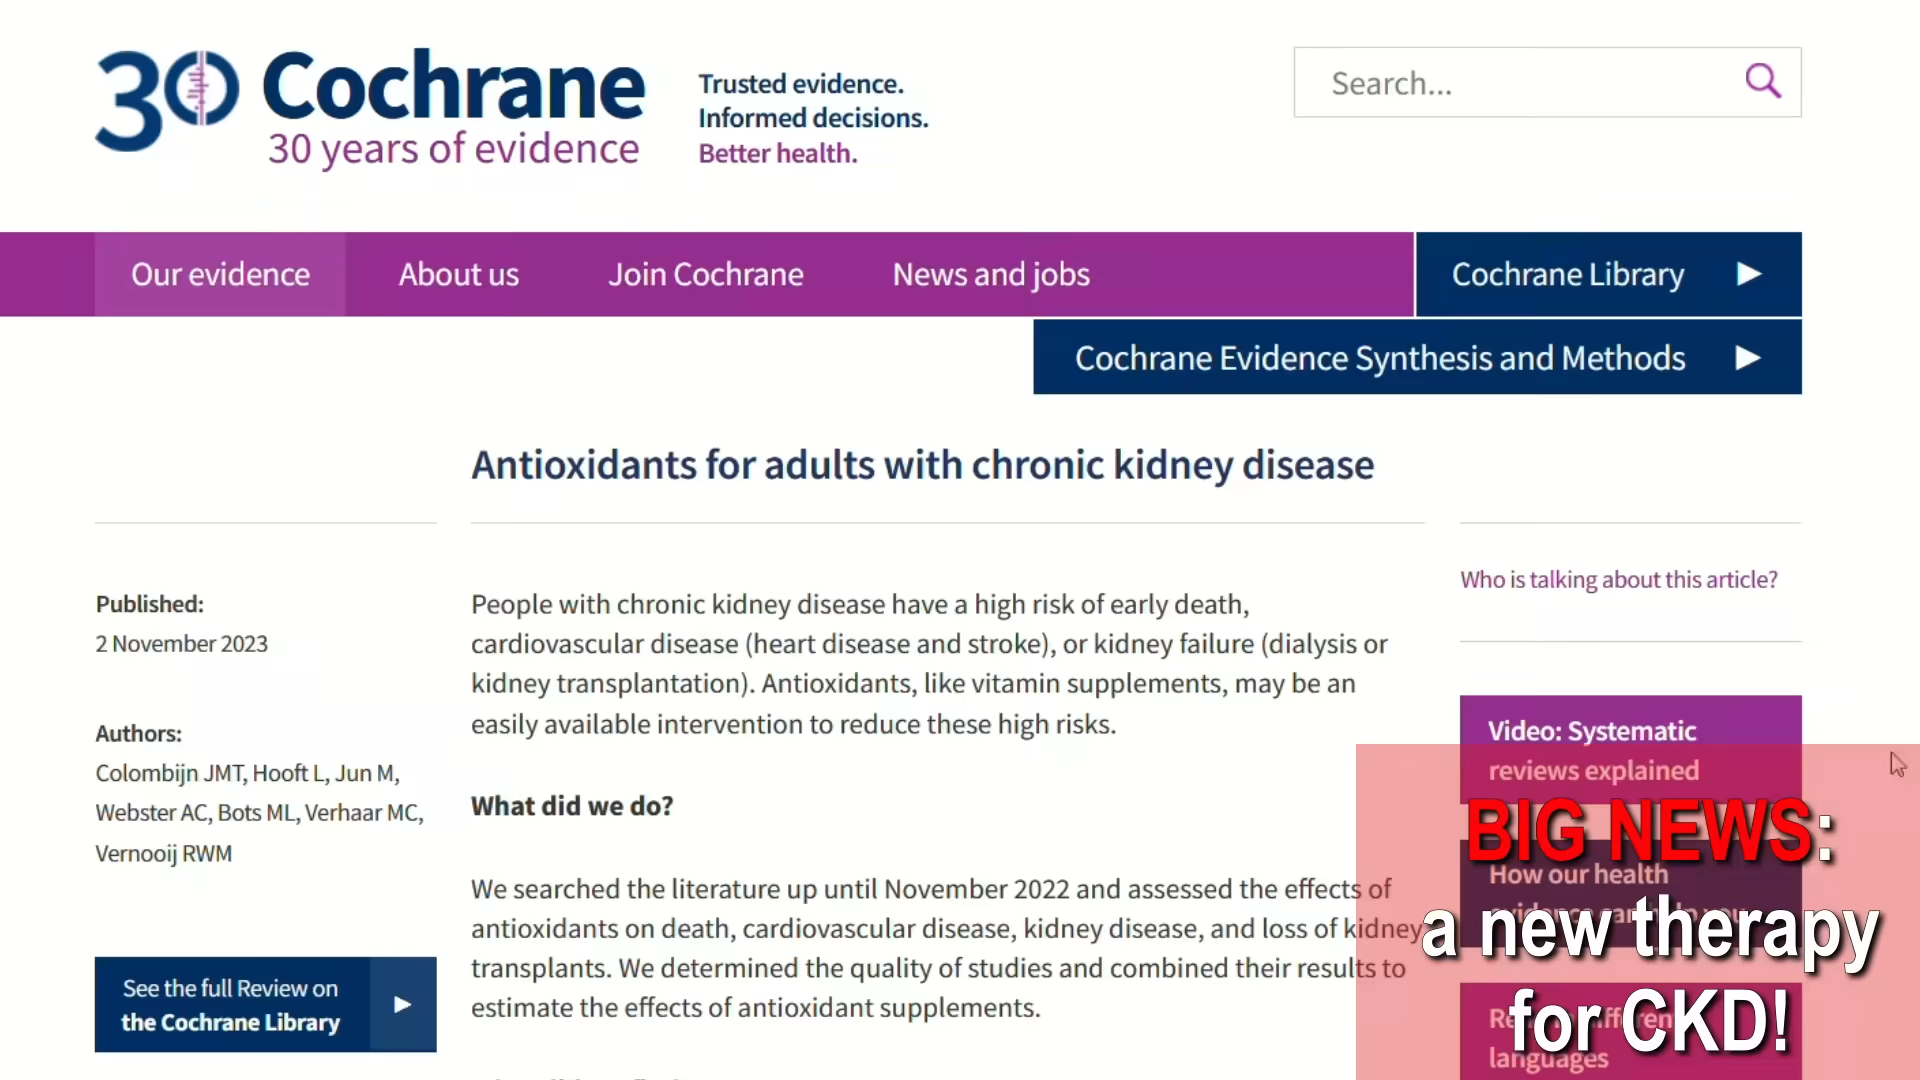 30 Cochrane
30 years of evidence
Trusted evidence.
Informed decisions.
Better health.
Search...
Our evidence
About us
Join Cochrane
News and jobs
Cochrane Library
Cochrane Evidence Synthesis and Methods
Antioxidants for adults with chronic kidney disease
Published:
2 November 2023
Authors:
Colombijn JMT, Hooft L, Jun M,
Webster AC, Bots ML, Verhaar MC,
Vernooij RWM
See the full Review on
the Cochrane Library
People with chronic kidney disease have a high risk of early death,
cardiovascular disease (heart disease and stroke), or kidney failure (dialysis or
kidney transplantation). Antioxidants, like vitamin supplements, may be an
easily available intervention to reduce these high risks.
What did we do?
We searched the literature up until November 2022 and assessed the effects of
antioxidants on death, cardiovascular disease, kidney disease, and loss of kidney
transplants. We determined the quality of studies and combined their results to
estimate the effects of antioxidant supplements.
Who is talking about this article?
Video: Systematic
reviews explained
How our health
languages
BIG NEWS:
a new therapy
for CKD!